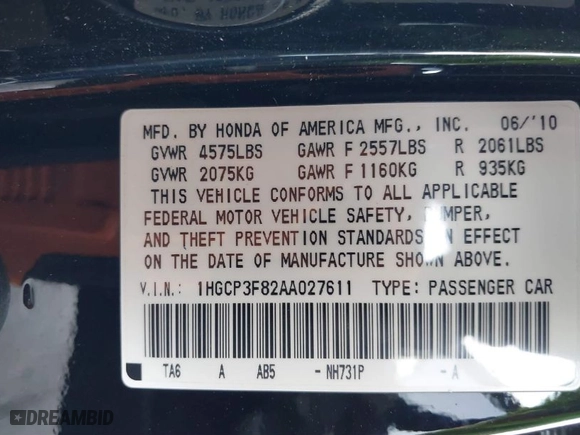 MFD. BY HONDA OF AMERICA MFG., INC. 06/'10
GVWR 4575LBS GAWR F 2557LBS R 2061LBS
GVWR 2075KG GAWR F 1160KG R 935KG
THIS VEHICLE CONFORMS TO ALL APPLICABLE
FEDERAL MOTOR VEHICLE SAFETY, BUMPER,
AND THEFT PREVENTION STANDARDS IN EFFECT
ON THE DATE OF MANUFACTURE SHOWN ABOVE.
V.I.N.: 1HGCP3F82AA027611 TYPE: PASSENGER CAR
TA6 A AB5 -NH731P -A
DREAMBID